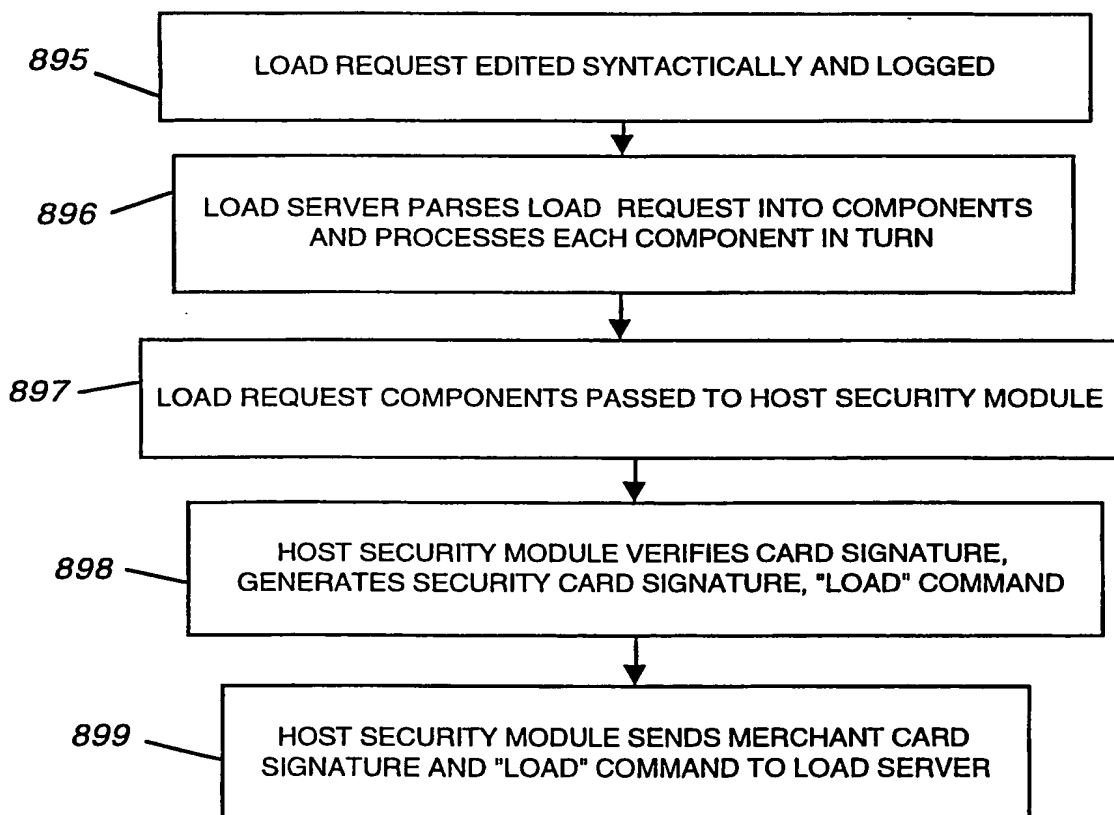 895
LOAD REQUEST EDITED SYNTACTICALLY AND LOGGED
896
LOAD SERVER PARSES LOAD REQUEST INTO COMPONENTS
AND PROCESSES EACH COMPONENT IN TURN
897
LOAD REQUEST COMPONENTS PASSED TO HOST SECURITY MODULE
898
HOST SECURITY MODULE VERIFIES CARD SIGNATURE,
GENERATES SECURITY CARD SIGNATURE, "LOAD" COMMAND
899
HOST SECURITY MODULE SENDS MERCHANT CARD
SIGNATURE AND "LOAD" COMMAND TO LOAD SERVER